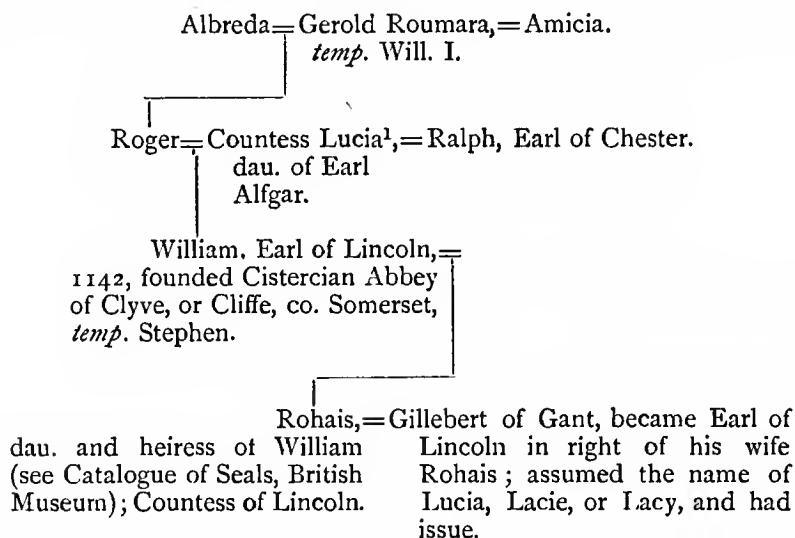 Albreda=Gerold Roumara,=Amicia.
temp. Will. I.
Roger=Countess Lucia¹,=Ralph, Earl of Chester.
dau. of Earl
Alfgar.
William, Earl of Lincoln,=
1142, founded Cistercian Abbey
of Clyve, or Cliffe, co. Somerset,
temp. Stephen.
Rohais,=Gillebert of Gant, became Earl of
dau. and heiress of William
(see Catalogue of Seals, British
Museum); Countess of Lincoln.
Lincoln in right of his wife
Rohais; assumed the name of
Lucia, Lacie, or Lacy, and had
issue.